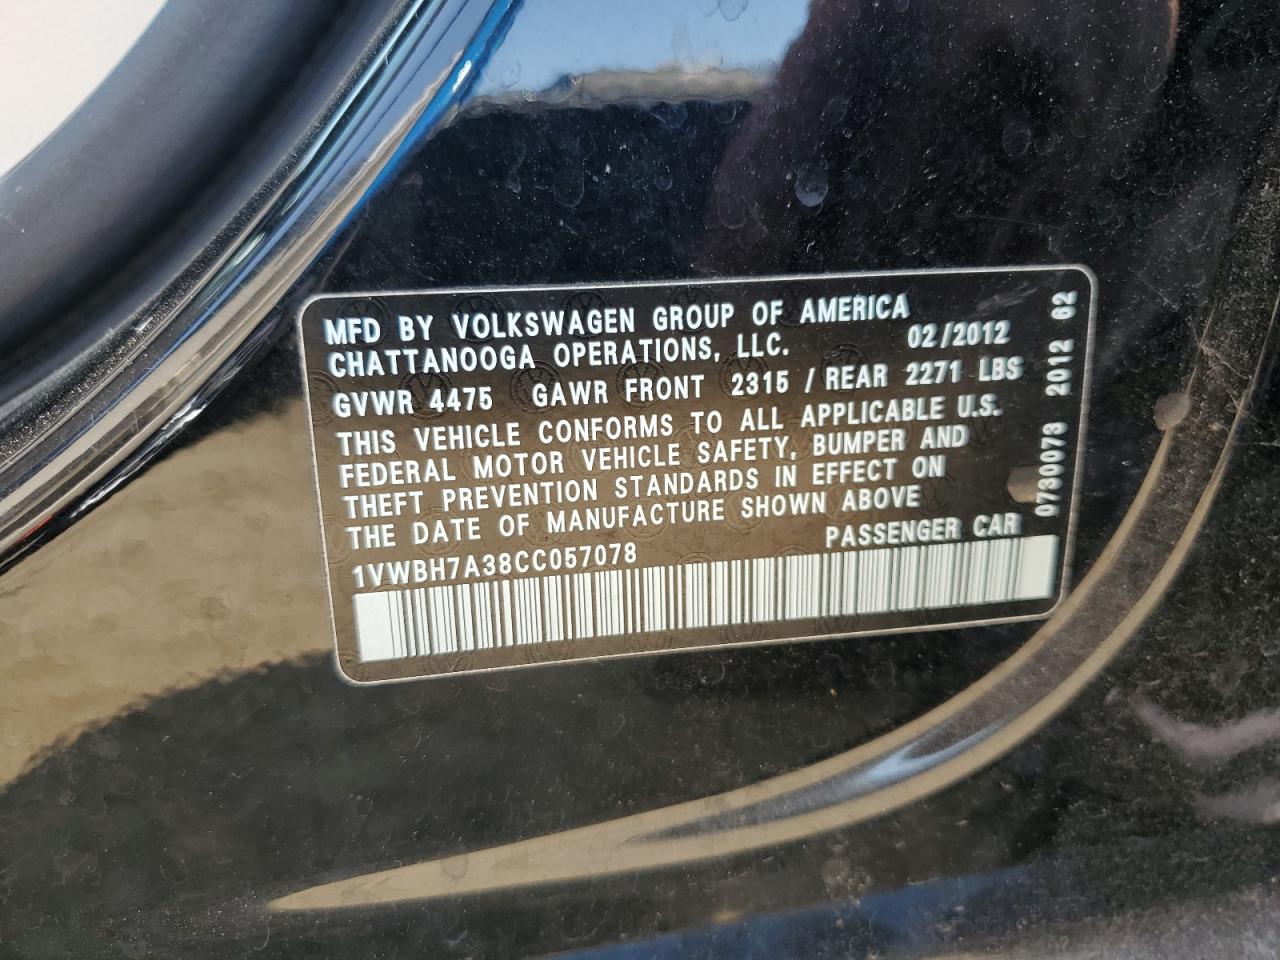 MFD BY VOLKSWAGEN GROUP OF AMERICA
CHATTANOOGA OPERATIONS, LLC. 02/2012
GVWR 4475 GAWR FRONT 2315 / REAR 2271 LBS
THIS VEHICLE CONFORMS TO ALL APPLICABLE U.S.
FEDERAL MOTOR VEHICLE SAFETY, BUMPER AND
THEFT PREVENTION STANDARDS IN EFFECT ON
THE DATE OF MANUFACTURE SHOWN ABOVE
PASSENGER CAR
1VWBH7A38CC057078
0730073 2012 62